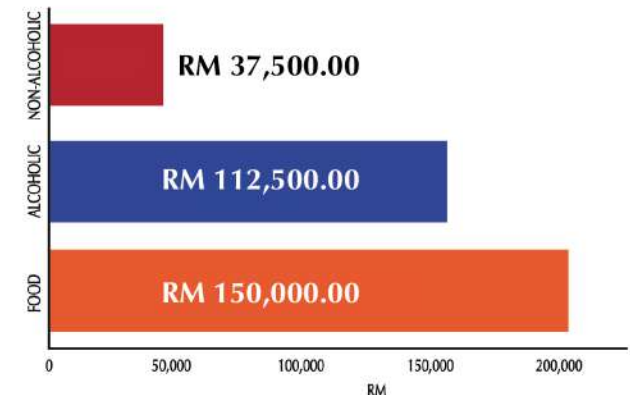 NON-ALCOHOLIC
RM 37,500.00
ALCOHOLIC
RM 112,500.00
FOOD
RM 150,000.00
0 50,000 100,000 150,000 200,000
RM